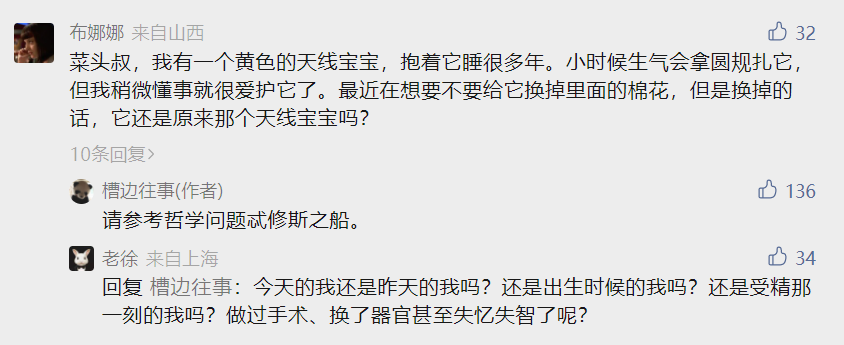 布娜娜 来自山西 32
菜头叔，我有一个黄色的天线宝宝，抱着它睡很多年。小时候生气会拿圆规扎它，
但我稍微懂事就很爱护它了。最近在想要不要给它换掉里面的棉花，但是换掉的
话，它还是原来那个天线宝宝吗？
10条回复>
槽边往事(作者) 136
请参考哲学问题忒修斯之船。
老徐 来自上海 34
回复 槽边往事：今天的我还是昨天的我吗？还是出生时候的我吗？还是受精那
一刻的我吗？做过手术、换了器官甚至失忆失智了呢？